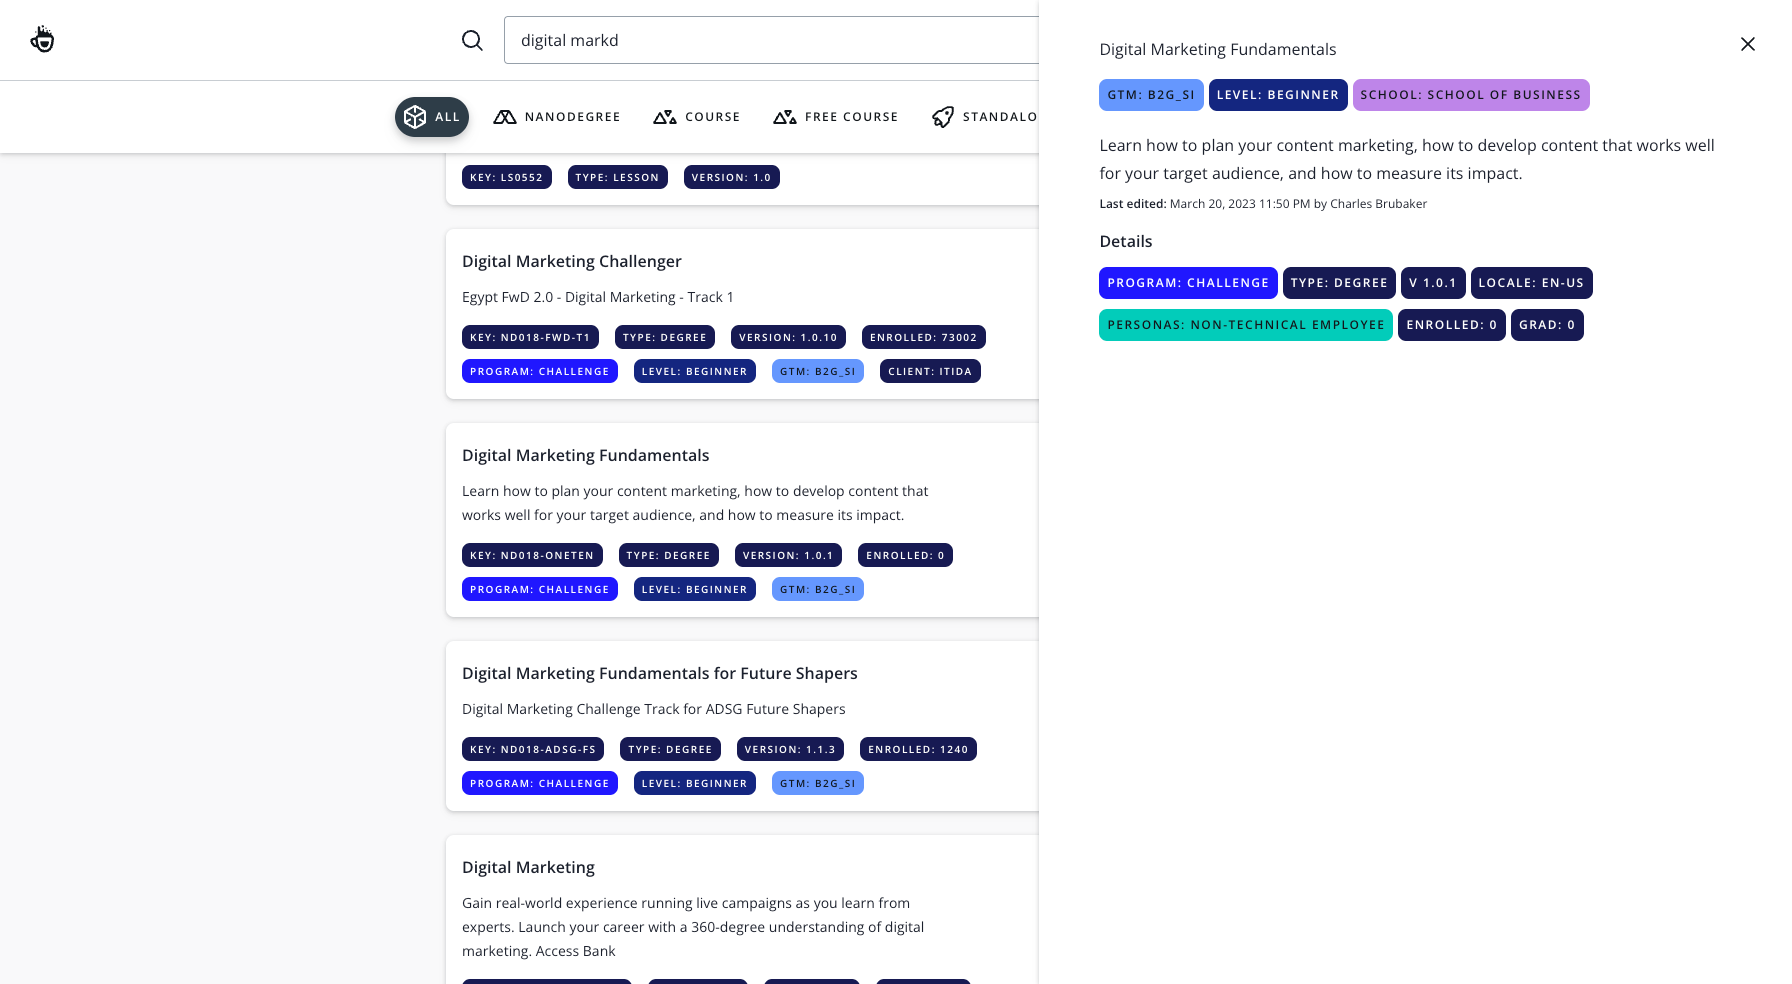 digital markd
ALL NANODEGREE COURSE FREE COURSE STANDALO
KEY: LS0552 TYPE: LESSON VERSION: 1.0
Digital Marketing Challenger
Egypt FwD 2.0 - Digital Marketing - Track 1
KEY: ND018-FWD-T1 TYPE: DEGREE VERSION: 1.0.10 ENROLLED: 73002
PROGRAM: CHALLENGE LEVEL: BEGINNER GTM: B2G_SI CLIENT: ITIDA
Digital Marketing Fundamentals
Learn how to plan your content marketing, how to develop content that
works well for your target audience, and how to measure its impact.
KEY: ND018-ONETEN TYPE: DEGREE VERSION: 1.0.1 ENROLLED: 0
PROGRAM: CHALLENGE LEVEL: BEGINNER GTM: B2G_SI
Digital Marketing Fundamentals for Future Shapers
Digital Marketing Challenge Track for ADSG Future Shapers
KEY: ND018-ADSG-FS TYPE: DEGREE VERSION: 1.1.3 ENROLLED: 1240
PROGRAM: CHALLENGE LEVEL: BEGINNER GTM: B2G_SI
Digital Marketing
Gain real-world experience running live campaigns as you learn from
experts. Launch your career with a 360-degree understanding of digital
marketing. Access Bank
Digital Marketing Fundamentals
GTM: B2G_SI LEVEL: BEGINNER SCHOOL: SCHOOL OF BUSINESS
Learn how to plan your content marketing, how to develop content that works well
for your target audience, and how to measure its impact.
Last edited: March 20, 2023 11:50 PM by Charles Brubaker
Details
PROGRAM: CHALLENGE TYPE: DEGREE V 1.0.1 LOCALE: EN-US
PERSONAS: NON-TECHNICAL EMPLOYEE ENROLLED: 0 GRAD: 0